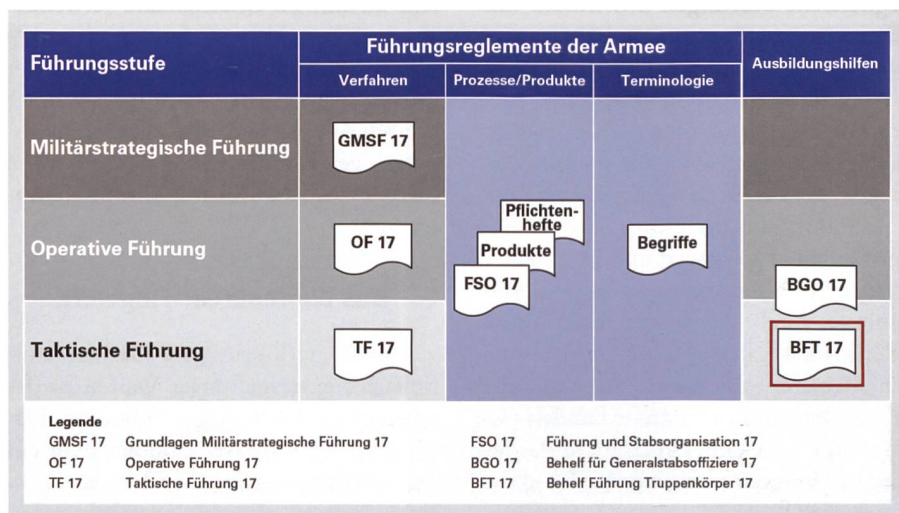 Führungsstufe
Führungsreglemente der Armee
Ausbildungshilfen
Verfahren
Prozesse/Produkte
Terminologie
Militärstrategische Führung
GMSF 17
Operative Führung
OF 17
Pflichten-
hefte
Produkte
FSO 17
Begriffe
BGO 17
Taktische Führung
TF 17
BFT 17
Legende
GMSF 17 Grundlagen Militärstrategische Führung 17
OF 17 Operative Führung 17
TF 17 Taktische Führung 17
FSO 17 Führung und Stabsorganisation 17
BGO 17 Behelf für Generalstabsoffiziere 17
BFT 17 Behelf Führung Truppenkörper 17